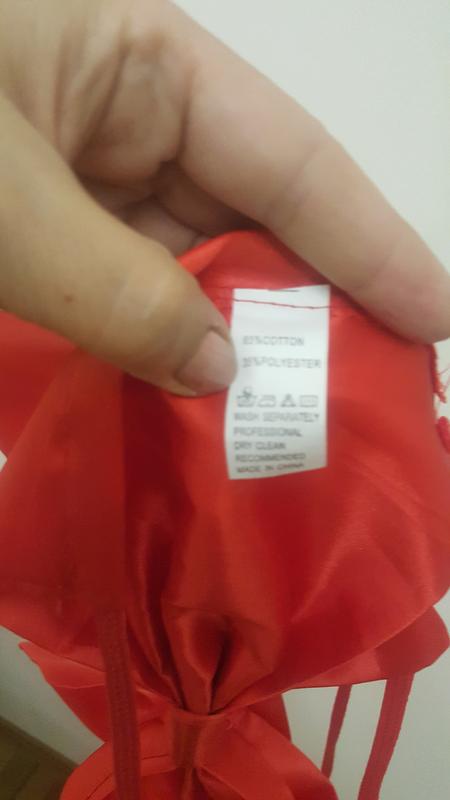 65%COTTON
35%POLYESTER
WASH SEPARATELY
PROFESSIONAL
DRY CLEAN
RECOMMENDED
MADE IN CHINA